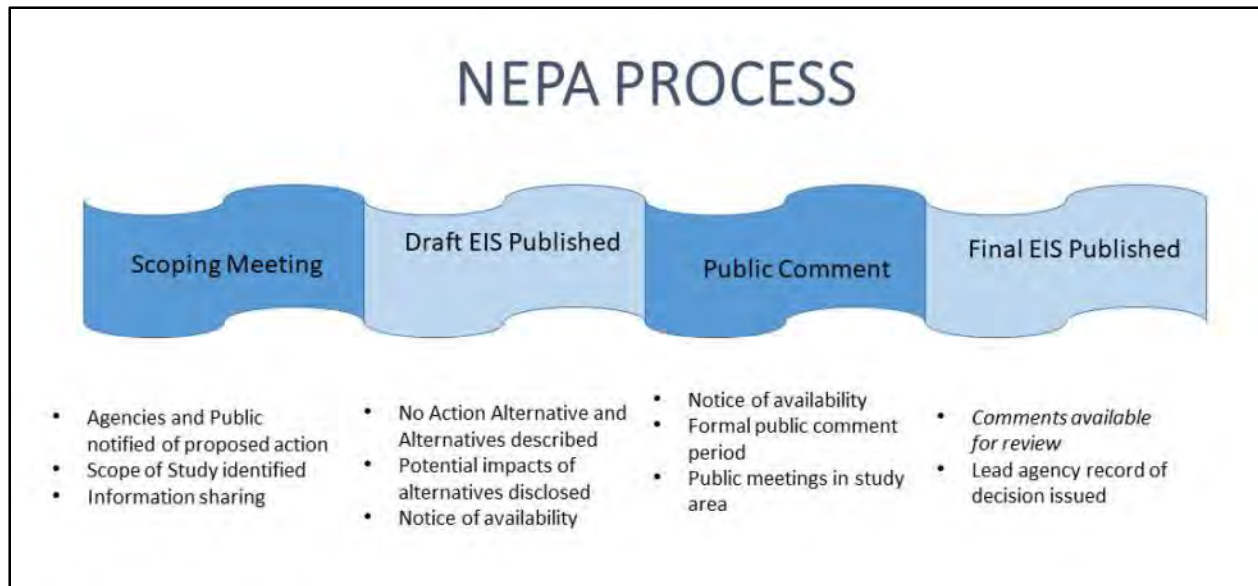 NEPA PROCESS
Scoping Meeting
Draft EIS Published
Public Comment
Final EIS Published
• Agencies and Public
notified of proposed action
• Scope of Study identified
• Information sharing
• No Action Alternative and
Alternatives described
• Potential impacts of
alternatives disclosed
• Notice of availability
• Notice of availability
• Formal public comment
period
• Public meetings in study
area
• Comments available
for review
• Lead agency record of
decision issued